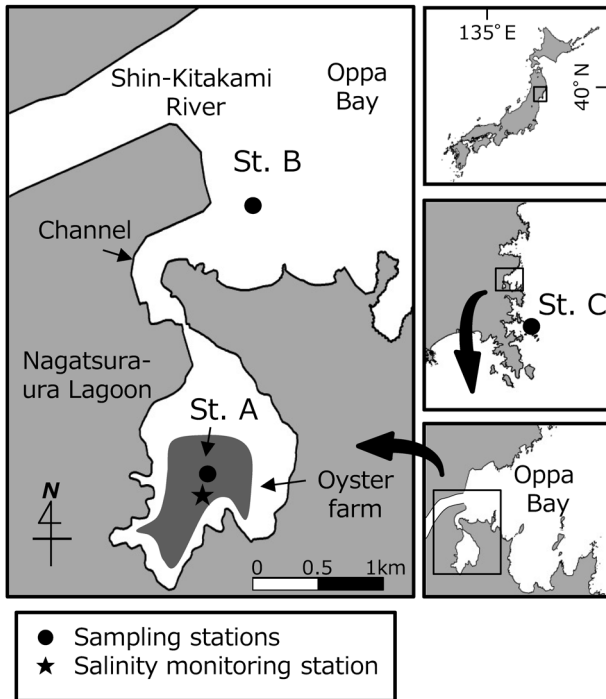 Shin-Kitakami
River
Oppa
Bay
St. B
Channel
Nagatsura-
ura Lagoon
St. A
Oyster
farm
N
0 0.5 1km
135°E
40°N
St. C
Oppa
Bay
Sampling stations
Salinity monitoring station